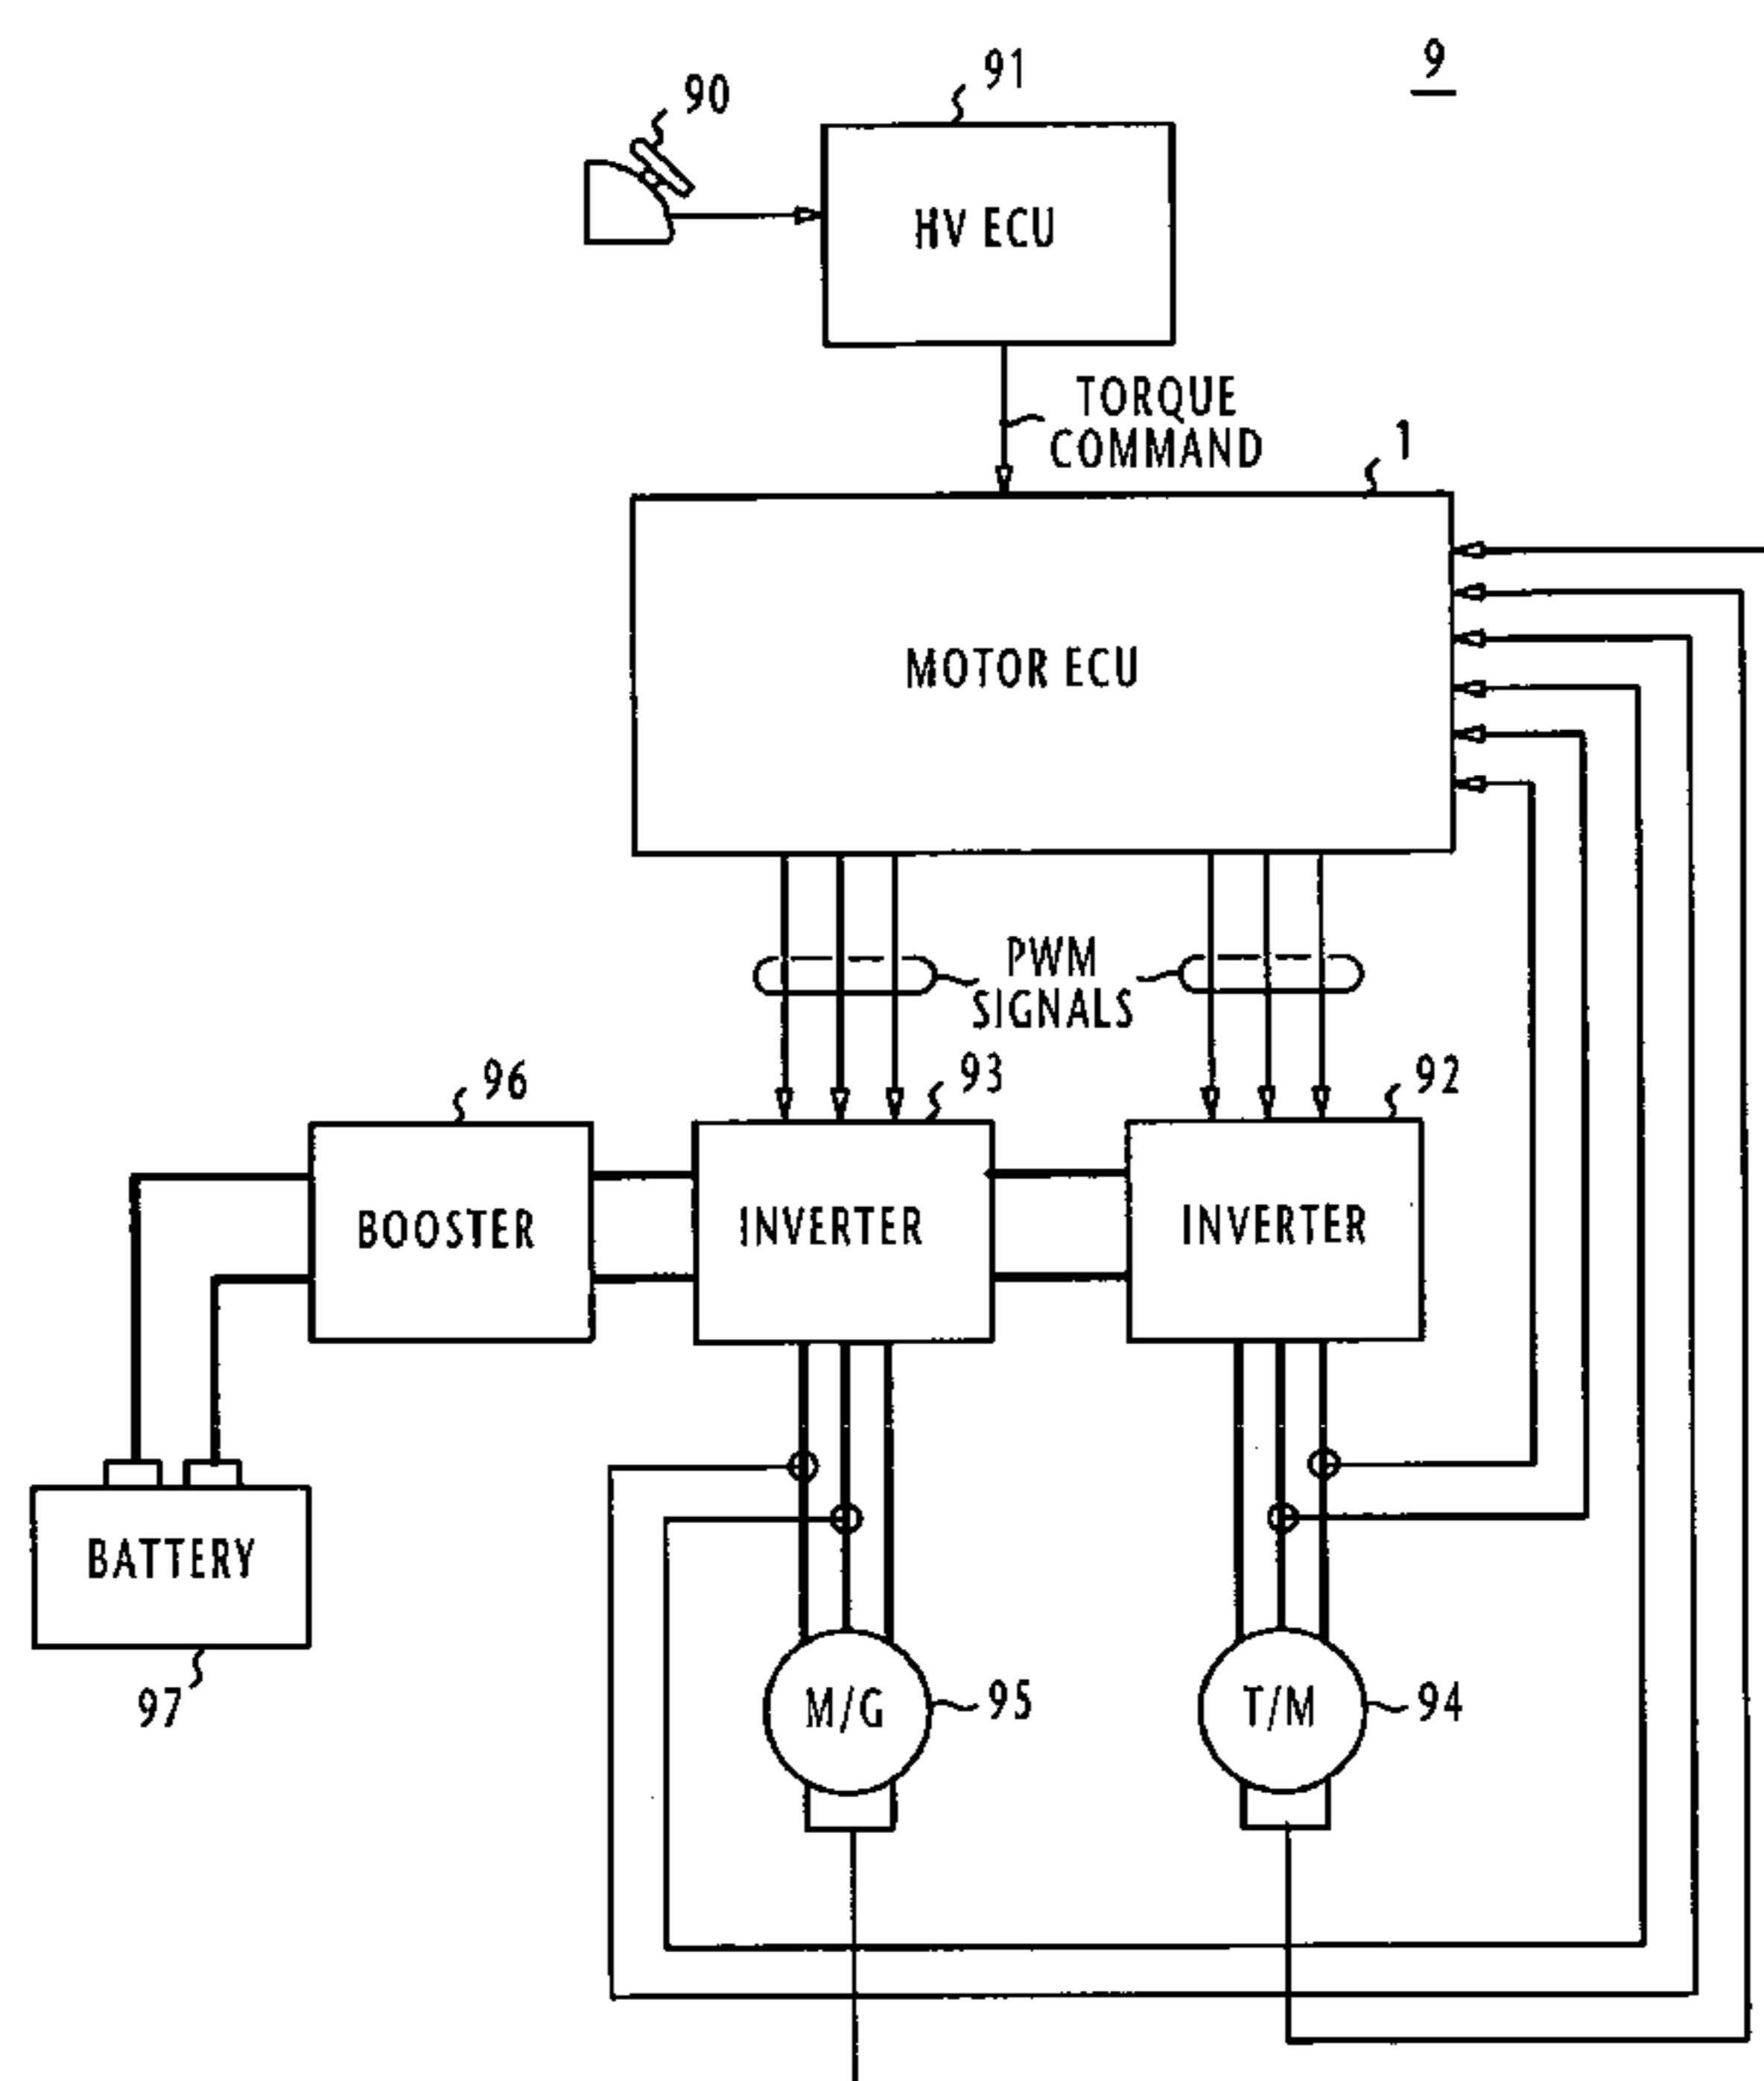 9
91
90
HV ECU
TORQUE
COMMAND
1
MOTOR ECU
PWM
SIGNALS
96
93
92
BOOSTER
INVERTER
INVERTER
BATTERY
97
M/G
95
T/M
94